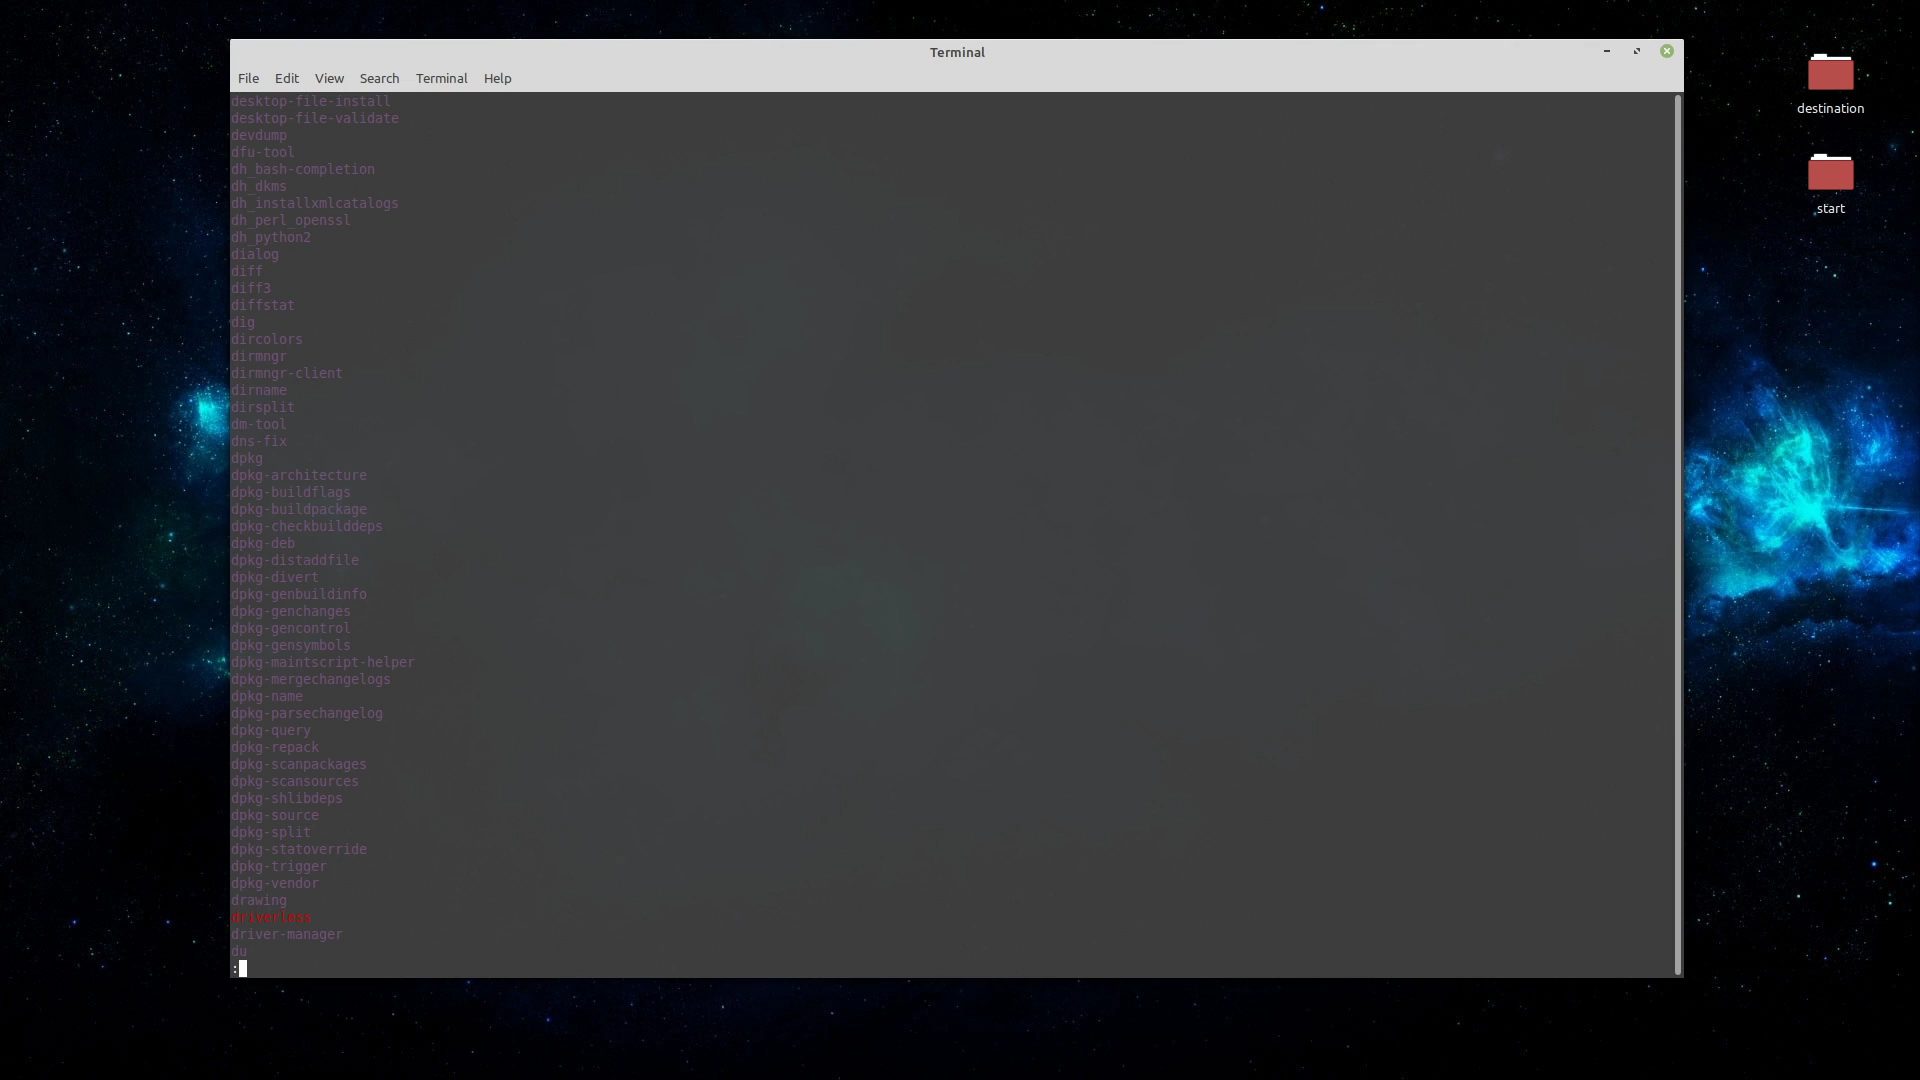 Terminal
File Edit View Search Terminal Help
desktop-file-install
desktop-file-validate
devdump
dfu-tool
dh_bash-completion
dh_dkms
dh_installxmlcatalogs
dh_perl_openssl
dh_python2
dialog
diff
diff3
diffstat
dig
dircolors
dirmngr
dirmngr-client
dirname
dirsplit
dm-tool
dns-fix
dpkg
dpkg-architecture
dpkg-buildflags
dpkg-buildpackage
dpkg-checkbuilddeps
dpkg-deb
dpkg-distaddfile
dpkg-divert
dpkg-genbuildinfo
dpkg-genchanges
dpkg-gencontrol
dpkg-gensymbols
dpkg-maintscript-helper
dpkg-mergechangelogs
dpkg-name
dpkg-parsechangelog
dpkg-query
dpkg-repack
dpkg-scanpackages
dpkg-scansources
dpkg-shlibdeps
dpkg-source
dpkg-split
dpkg-statoverride
dpkg-trigger
dpkg-vendor
drawing
driverless
driver-manager
du
:
destination
start